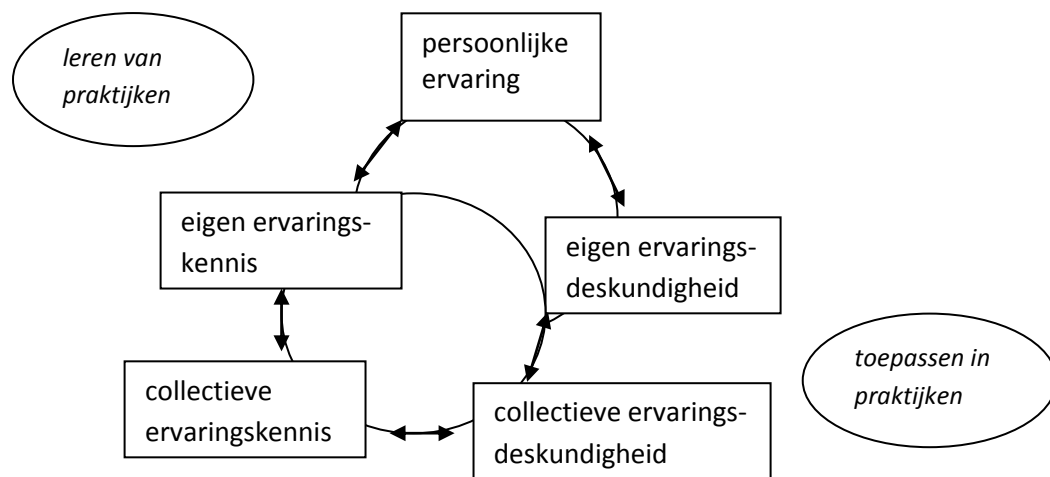 leren van
praktijken
persoonlijke
ervaring
eigen ervarings-
kennis
eigen ervarings-
deskundigheid
collectieve
ervaringskennis
collectieve ervarings-
deskundigheid
toepassen in
praktijken